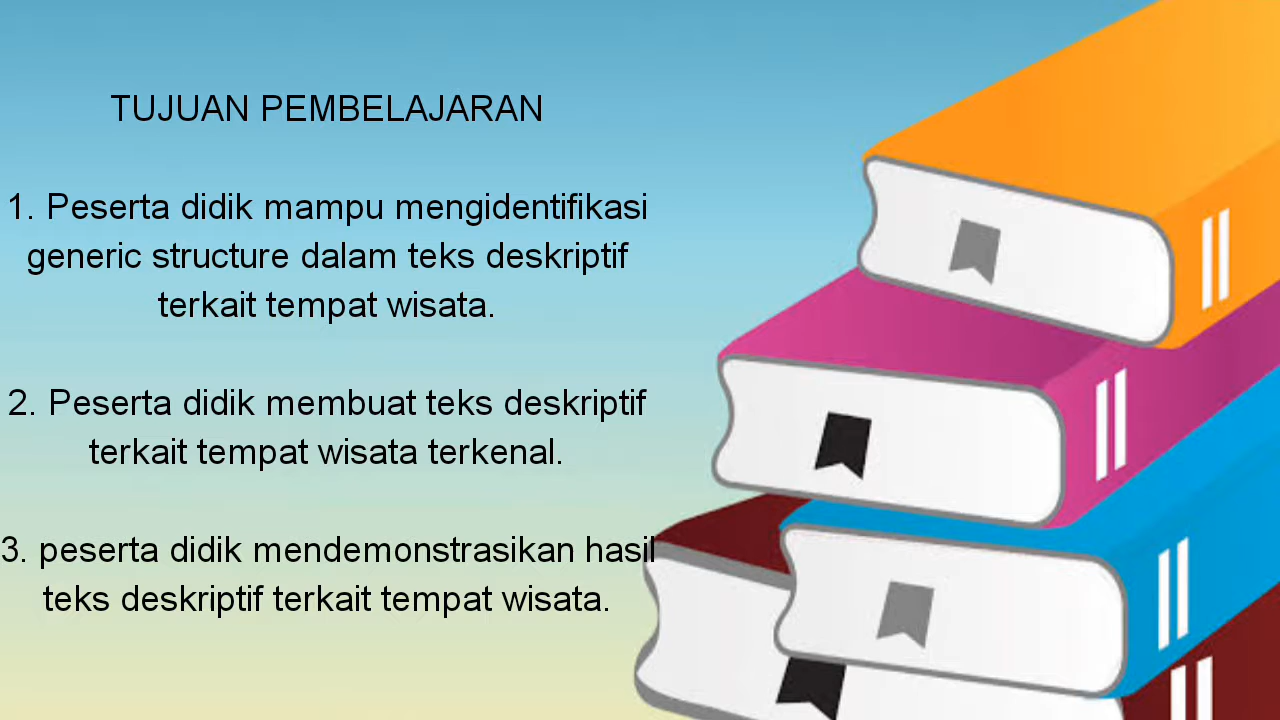 TUJUAN PEMBELAJARAN
1. Peserta didik mampu mengidentifikasi
generic structure dalam teks deskriptif
terkait tempat wisata.
2. Peserta didik membuat teks deskriptif
terkait tempat wisata terkenal.
3. peserta didik mendemonstrasikan hasil
teks deskriptif terkait tempat wisata.